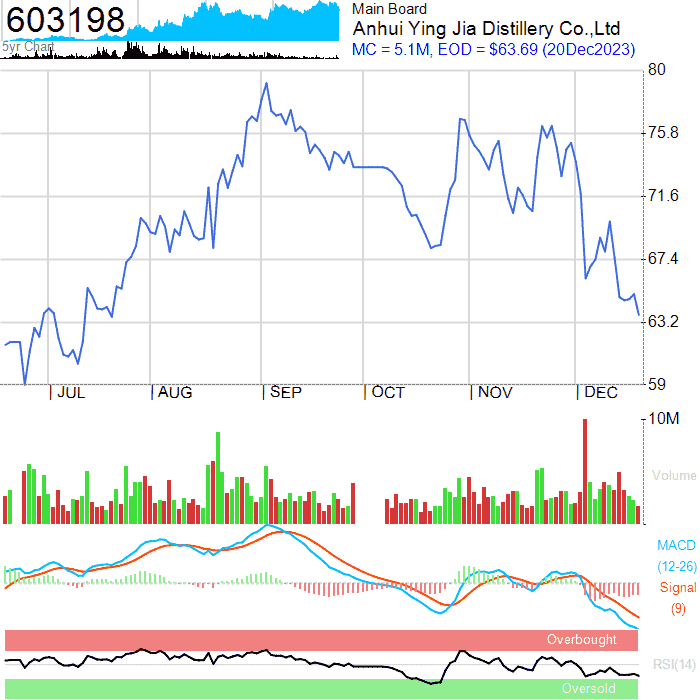 603198
5yr Chart
Main Board
Anhui Ying Jia Distillery Co.,Ltd
MC = 5.1M, EOD = $63.69 (20Dec2023)
80
75.8
71.6
67.4
63.2
59
JUL
AUG
SEP
OCT
NOV
DEC
10M
Volume
MACD
(12-26)
Signal
(9)
Overbought
RSI(14)
Oversold